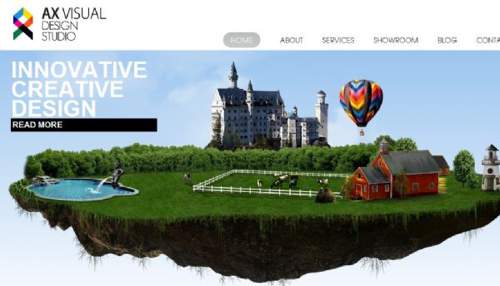 AX VISUAL
DESIGN
STUDIO
HOME ABOUT SERVICES SHOWROOM BLOG CONTA
INNOVATIVE
CREATIVE
DESIGN
READ MORE